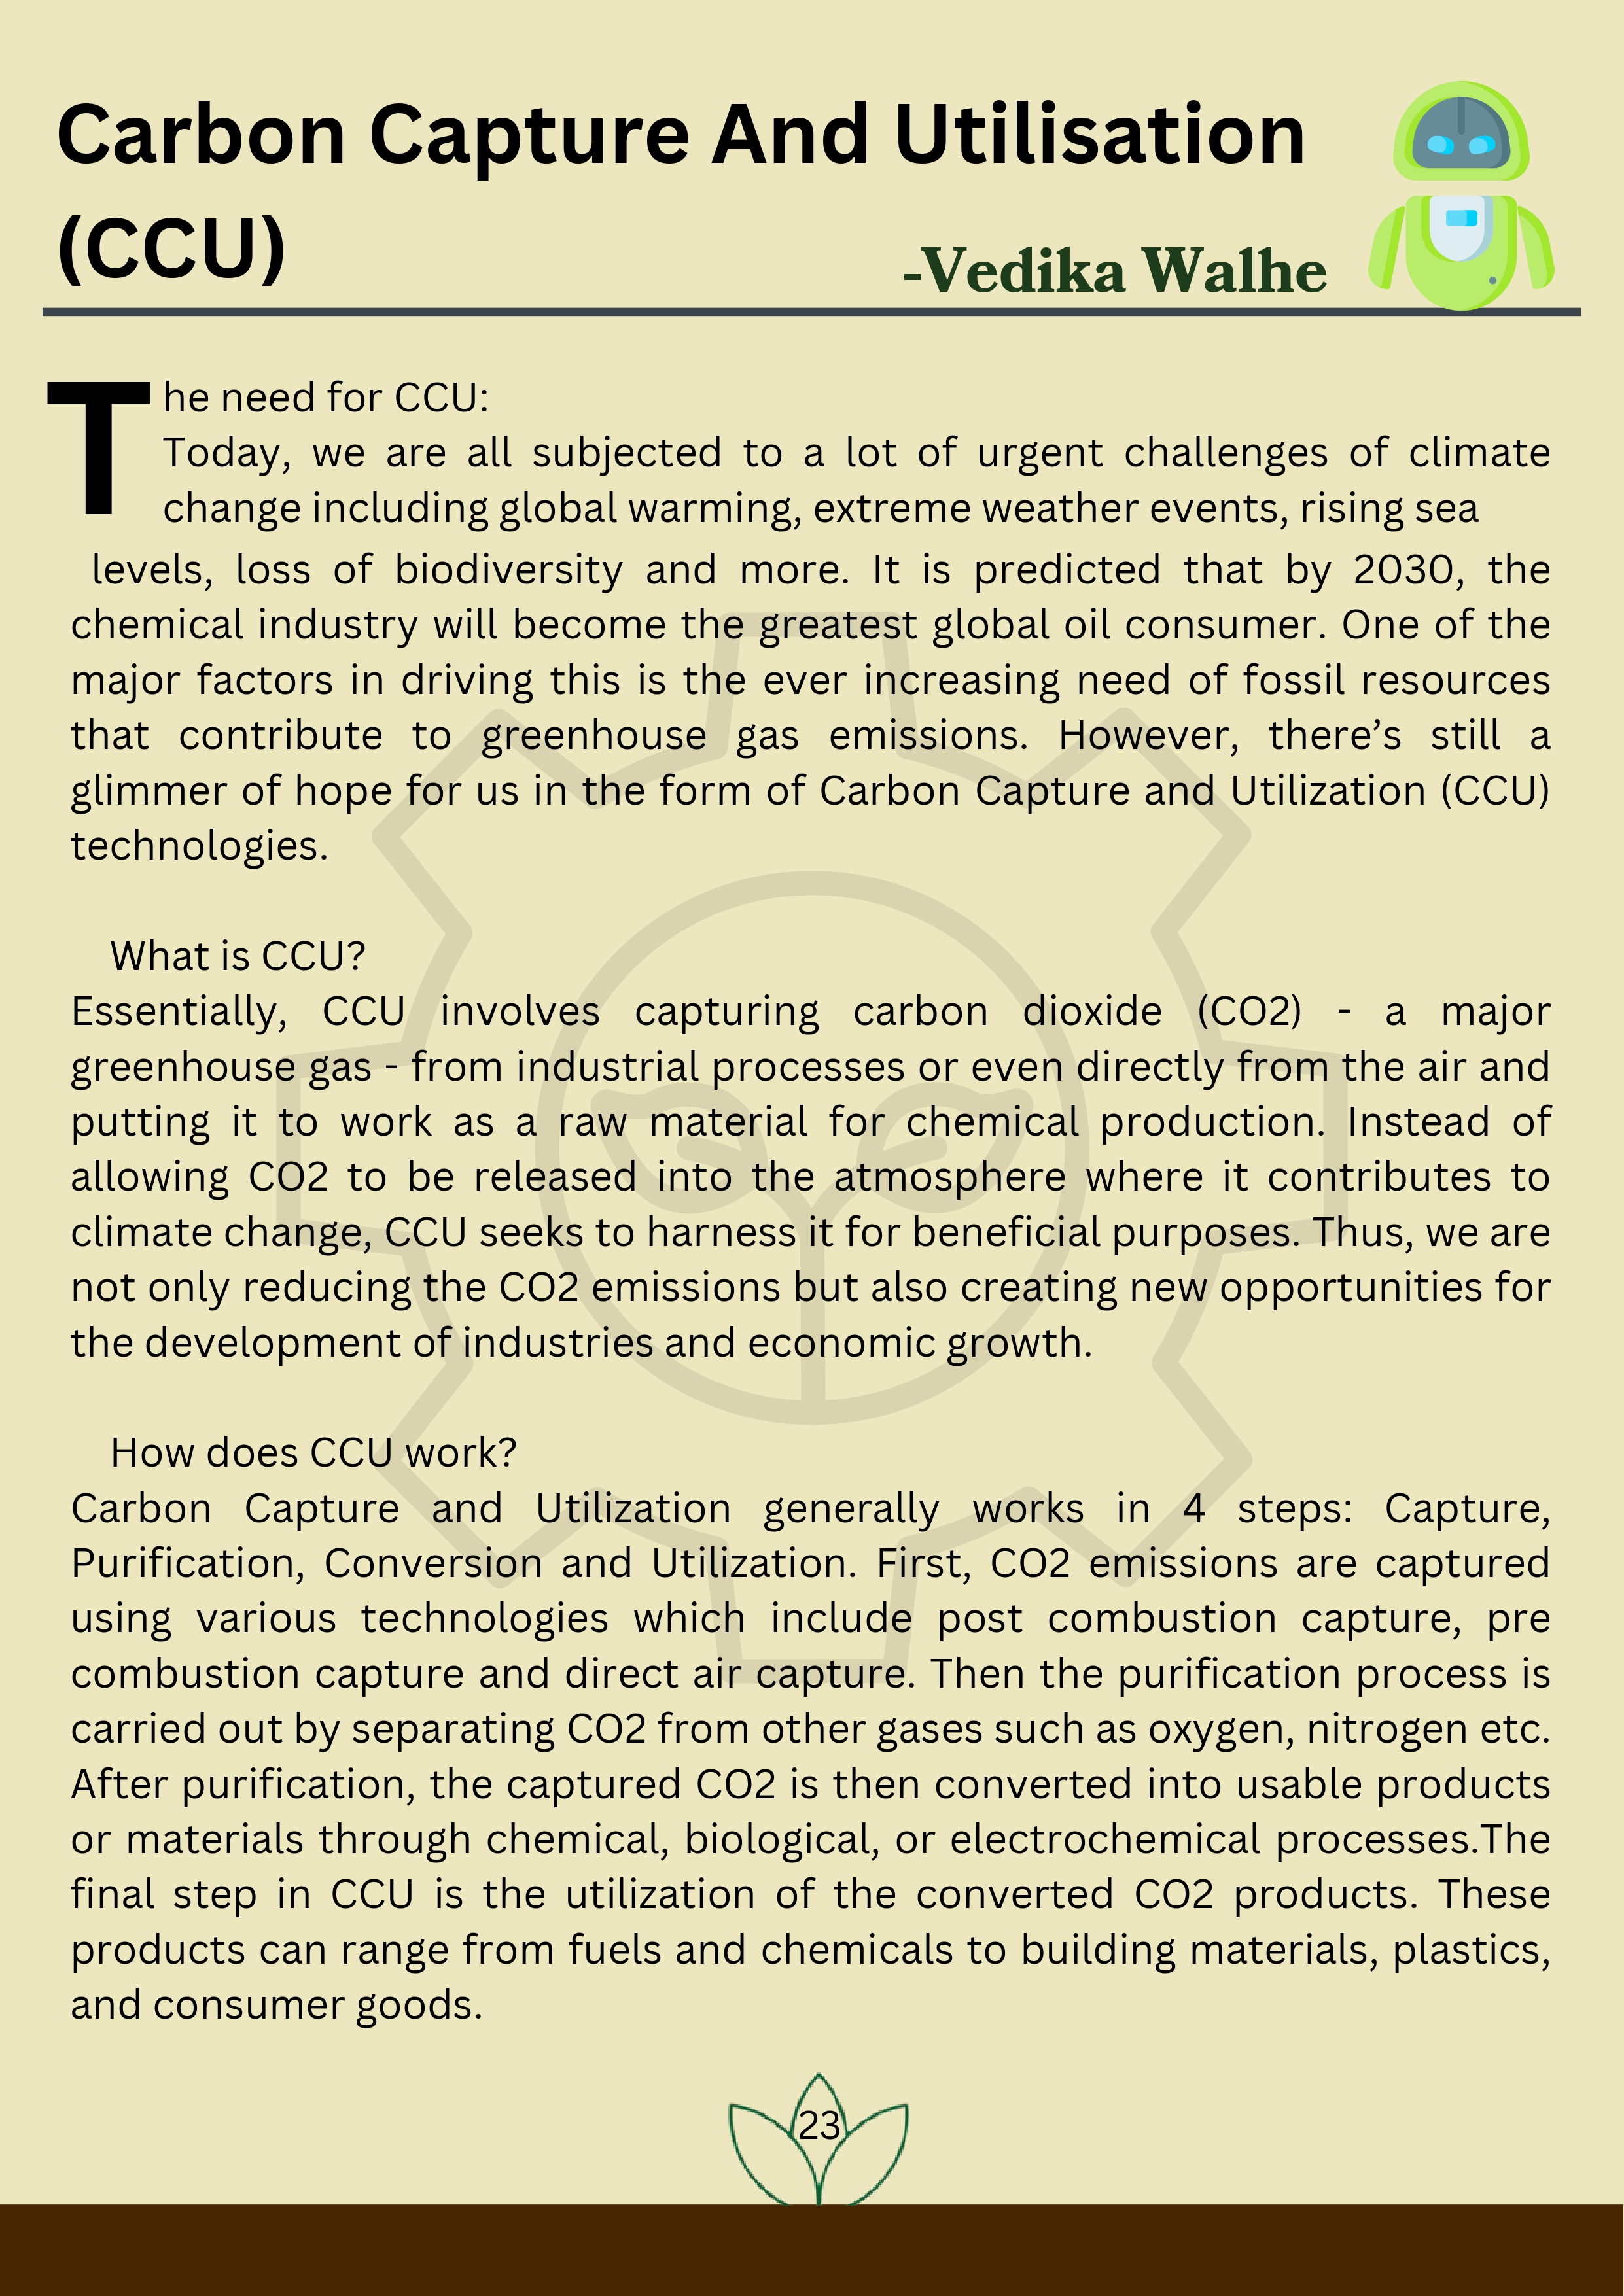 Carbon Capture And Utilisation
(CCU)
-Vedika Walhe
The need for CCU:
Today, we are all subjected to a lot of urgent challenges of climate
change including global warming, extreme weather events, rising sea
levels, loss of biodiversity and more. It is predicted that by 2030, the
chemical industry will become the greatest global oil consumer. One of the
major factors in driving this is the ever increasing need of fossil resources
that contribute to greenhouse gas emissions. However, there’s still a
glimmer of hope for us in the form of Carbon Capture and Utilization (CCU)
technologies.
What is CCU?
Essentially, CCU involves capturing carbon dioxide (CO2) - a major
greenhouse gas - from industrial processes or even directly from the air and
putting it to work as a raw material for chemical production. Instead of
allowing CO2 to be released into the atmosphere where it contributes to
climate change, CCU seeks to harness it for beneficial purposes. Thus, we are
not only reducing the CO2 emissions but also creating new opportunities for
the development of industries and economic growth.
How does CCU work?
Carbon Capture and Utilization generally works in 4 steps: Capture,
Purification, Conversion and Utilization. First, CO2 emissions are captured
using various technologies which include post combustion capture, pre
combustion capture and direct air capture. Then the purification process is
carried out by separating CO2 from other gases such as oxygen, nitrogen etc.
After purification, the captured CO2 is then converted into usable products
or materials through chemical, biological, or electrochemical processes.The
final step in CCU is the utilization of the converted CO2 products. These
products can range from fuels and chemicals to building materials, plastics,
and consumer goods.
23